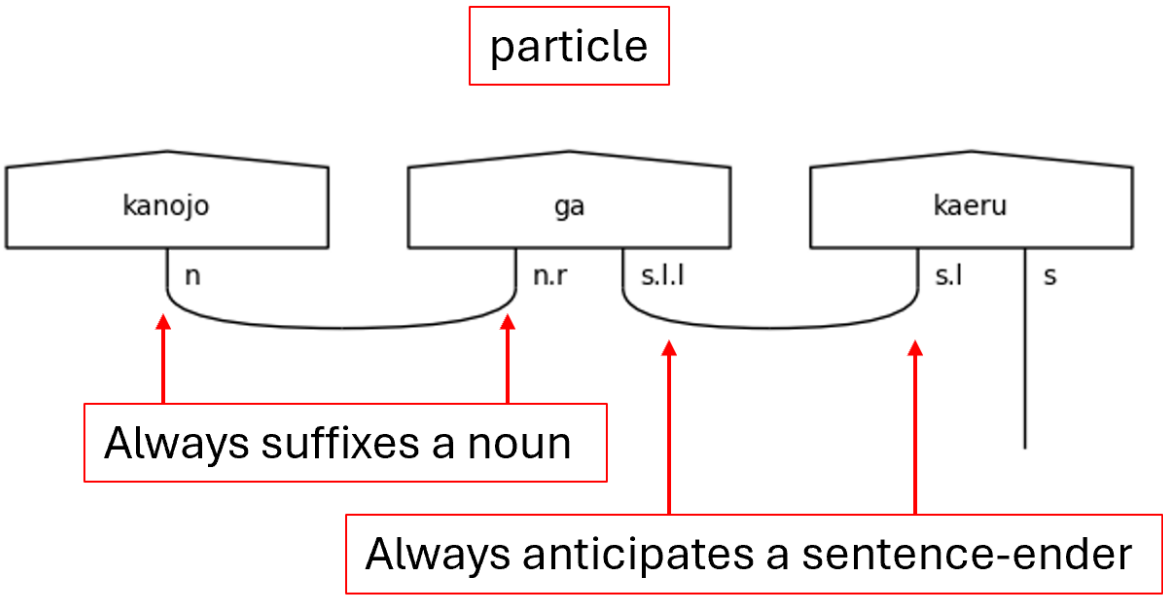 particle
kanojo
ga
kaeru
n
n.r
s.l.l
s.l
s
Always suffixes a noun
Always anticipates a sentence-ender